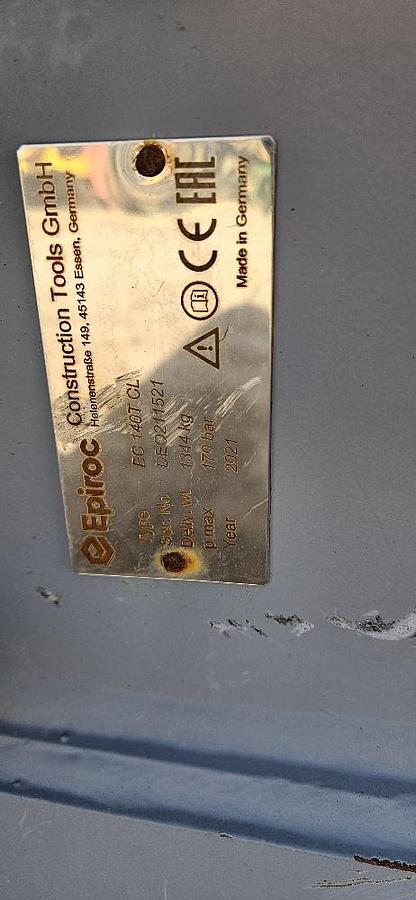 Epiroc Construction Tools GmbH
Helenenstraße 149, 45143 Essen, Germany
Type EC 140T CL
Ser. No DEQ211521
Deliv. wt. 1344 kg
p max 170 bar
Year 2021
CE EAC
Made in Germany